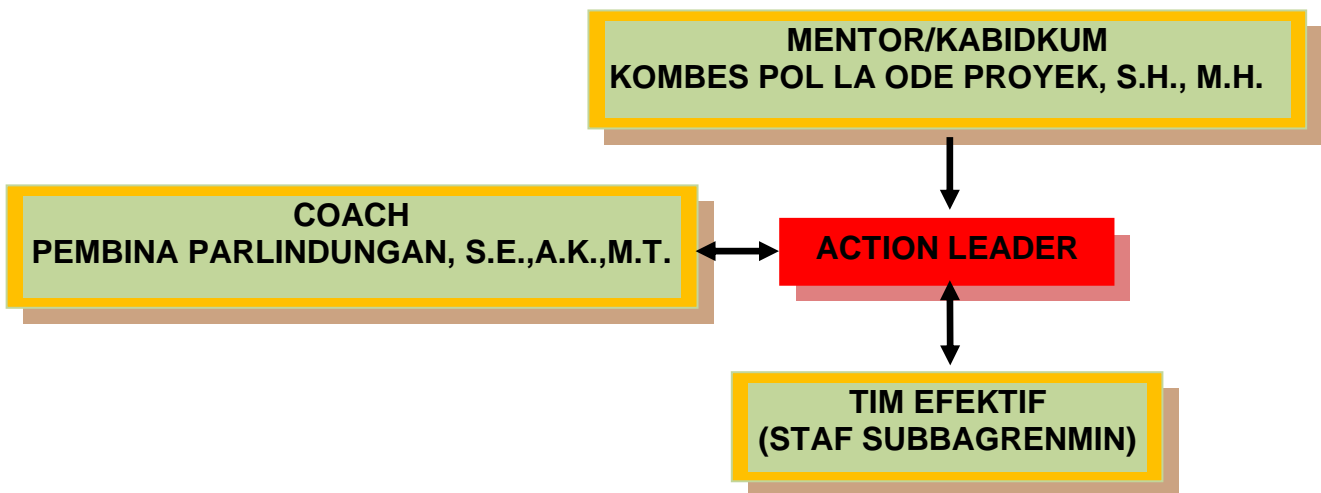 MENTOR/KABIDKUM
KOMBES POL LA ODE PROYEK, S.H., M.H.
COACH
PEMBINA PARLINDUNGAN, S.E.,A.K.,M.T.
ACTION LEADER
TIM EFEKTIF
(STAF SUBBAGRENMIN)